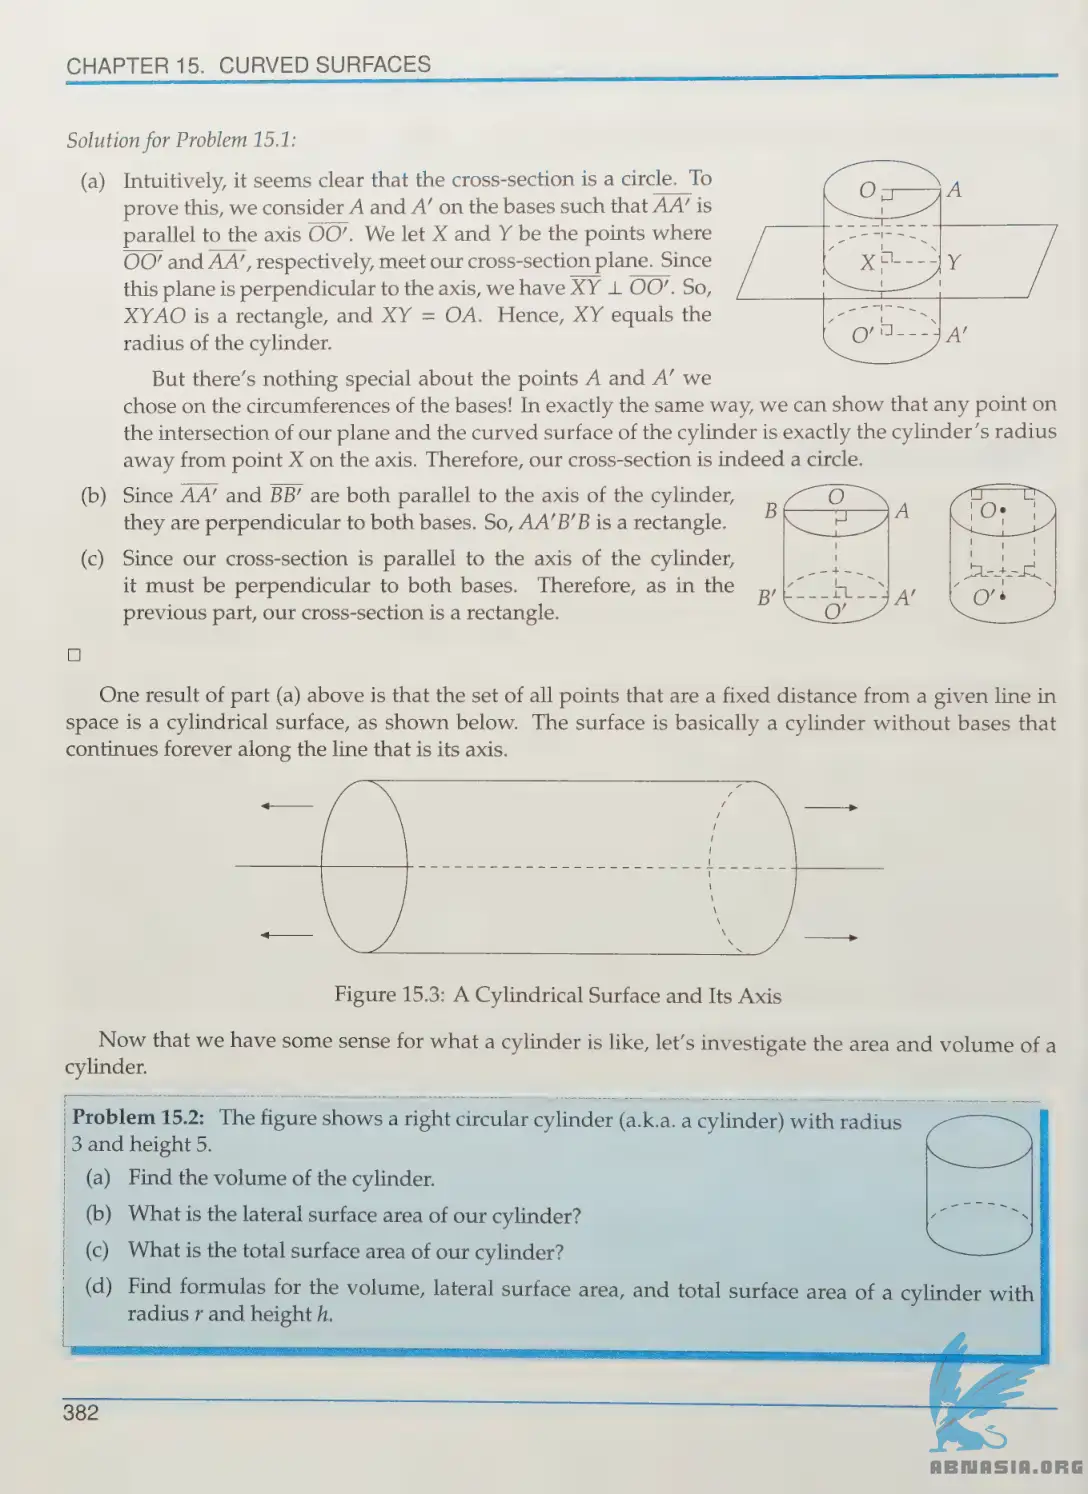 CHAPTER 15. CURVED SURFACES
Solution for Problem 15.1:
(a) Intuitively, it seems clear that the cross-section is a circle. To
prove this, we consider A and A′ on the bases such that AA′ is
parallel to the axis OO′. We let X and Y be the points where
OO′ and AA′, respectively, meet our cross-section plane. Since
this plane is perpendicular to the axis, we have XY ⊥ OO′. So,
XYAO is a rectangle, and XY = OA. Hence, XY equals the
radius of the cylinder.
O A
X Y
O′ A′
But there's nothing special about the points A and A′ we
chose on the circumferences of the bases! In exactly the same way, we can show that any point on
the intersection of our plane and the curved surface of the cylinder is exactly the cylinder's radius
away from point X on the axis. Therefore, our cross-section is indeed a circle.
(b) Since AA′ and BB′ are both parallel to the axis of the cylinder,
they are perpendicular to both bases. So, AA′B′B is a rectangle.
(c) Since our cross-section is parallel to the axis of the cylinder,
it must be perpendicular to both bases. Therefore, as in the
previous part, our cross-section is a rectangle.
O
B A
B′ A′
O′
O
O′
One result of part (a) above is that the set of all points that are a fixed distance from a given line in
space is a cylindrical surface, as shown below. The surface is basically a cylinder without bases that
continues forever along the line that is its axis.
Figure 15.3: A Cylindrical Surface and Its Axis
Now that we have some sense for what a cylinder is like, let's investigate the area and volume of a
cylinder.
Problem 15.2: The figure shows a right circular cylinder (a.k.a. a cylinder) with radius
3 and height 5.
(a) Find the volume of the cylinder.
(b) What is the lateral surface area of our cylinder?
(c) What is the total surface area of our cylinder?
(d) Find formulas for the volume, lateral surface area, and total surface area of a cylinder with
radius r and height h.
382
ABNASIA.ORG